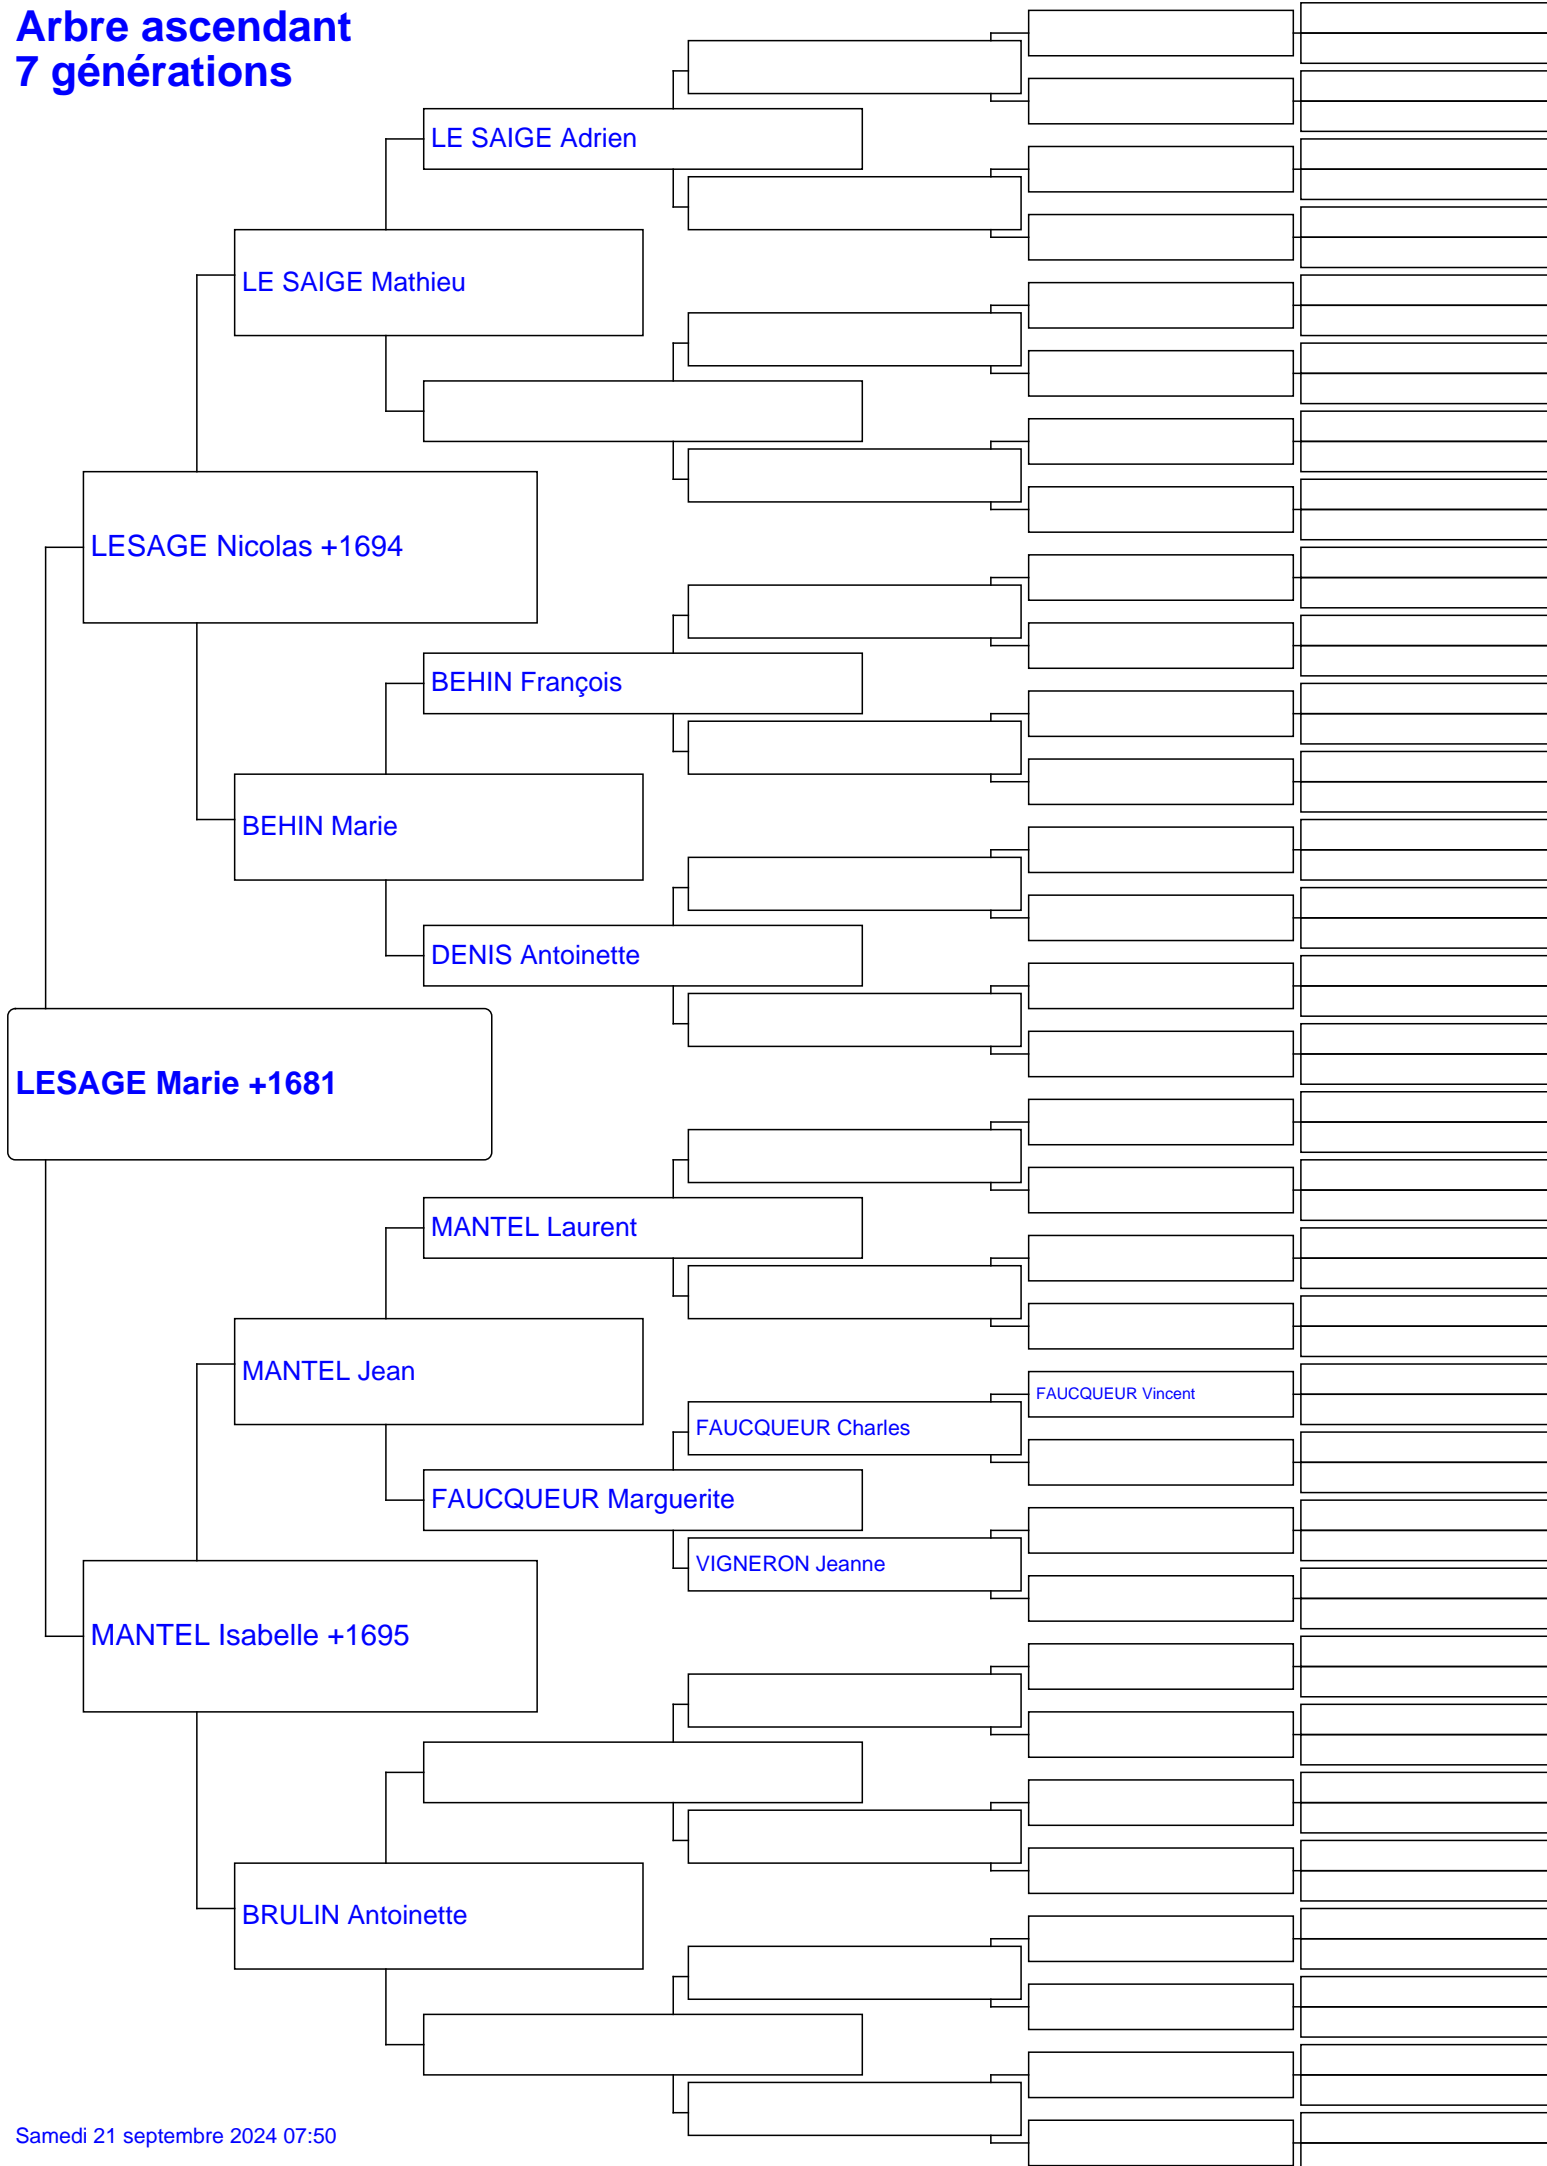 Arbre ascendant
7 générations
LE SAIGE Adrien
LE SAIGE Mathieu
LESAGE Nicolas +1694
BEHIN François
BEHIN Marie
DENIS Antoinette
LESAGE Marie +1681
MANTEL Laurent
MANTEL Jean
FAUCQUEUR Vincent
FAUCQUEUR Charles
FAUCQUEUR Marguerite
VIGNERON Jeanne
MANTEL Isabelle +1695
BRULIN Antoinette
Samedi 21 septembre 2024 07:50